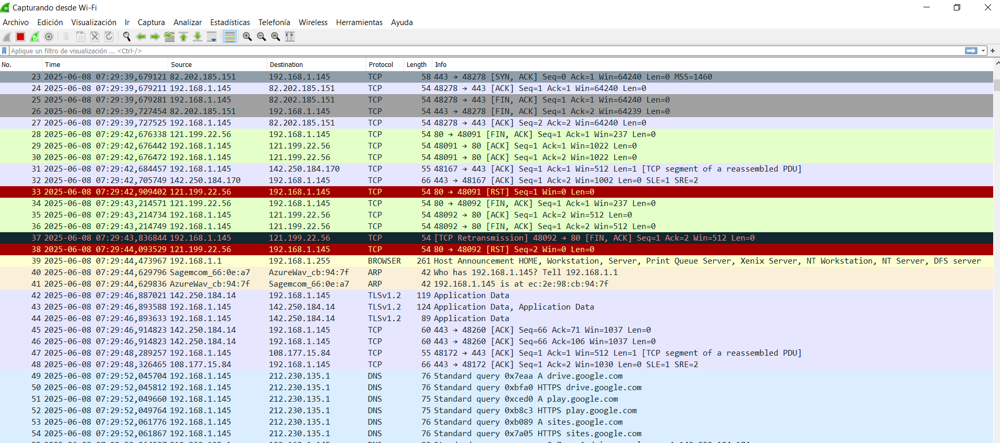 Capturando desde Wi-Fi
Archivo Edición Visualización Ir Captura Analizar Estadísticas Telefonía Wireless Herramientas Ayuda
Aplique un filtro de visualización ... <Ctrl-/>
No. Time Source Destination Protocol Length Info
23 2025-06-08 07:29:39,679121 82.202.185.151 192.168.1.145 TCP 58 443 → 48278 [SYN, ACK] Seq=0 Ack=1 Win=64240 Len=0 MSS=1460
24 2025-06-08 07:29:39,679211 192.168.1.145 82.202.185.151 TCP 54 48278 → 443 [ACK] Seq=1 Ack=1 Win=64240 Len=0
25 2025-06-08 07:29:39,679281 192.168.1.145 82.202.185.151 TCP 54 48278 → 443 [FIN, ACK] Seq=1 Ack=1 Win=64240 Len=0
26 2025-06-08 07:29:39,727454 82.202.185.151 192.168.1.145 TCP 54 443 → 48278 [FIN, ACK] Seq=1 Ack=2 Win=64239 Len=0
27 2025-06-08 07:29:39,727525 192.168.1.145 82.202.185.151 TCP 54 48278 → 443 [ACK] Seq=2 Ack=2 Win=64240 Len=0
28 2025-06-08 07:29:42,676338 121.199.22.56 192.168.1.145 TCP 54 80 → 48091 [FIN, ACK] Seq=1 Ack=1 Win=237 Len=0
29 2025-06-08 07:29:42,676442 192.168.1.145 121.199.22.56 TCP 54 48091 → 80 [ACK] Seq=1 Ack=1 Win=1022 Len=0
30 2025-06-08 07:29:42,676472 192.168.1.145 121.199.22.56 TCP 54 48091 → 80 [ACK] Seq=1 Ack=2 Win=1022 Len=0
31 2025-06-08 07:29:42,684457 192.168.1.145 142.250.184.170 TCP 55 48167 → 443 [ACK] Seq=1 Ack=1 Win=512 Len=1 [TCP segment of a reassembled PDU]
32 2025-06-08 07:29:42,705749 142.250.184.170 192.168.1.145 TCP 66 443 → 48167 [ACK] Seq=1 Ack=2 Win=1002 Len=0 SLE=1 SRE=2
33 2025-06-08 07:29:42,909402 121.199.22.56 192.168.1.145 TCP 54 80 → 48091 [RST] Seq=1 Win=0 Len=0
34 2025-06-08 07:29:43,214571 121.199.22.56 192.168.1.145 TCP 54 80 → 48092 [FIN, ACK] Seq=1 Ack=1 Win=237 Len=0
35 2025-06-08 07:29:43,214734 192.168.1.145 121.199.22.56 TCP 54 48092 → 80 [ACK] Seq=1 Ack=2 Win=512 Len=0
36 2025-06-08 07:29:43,214749 192.168.1.145 121.199.22.56 TCP 54 48092 → 80 [FIN, ACK] Seq=1 Ack=2 Win=512 Len=0
37 2025-06-08 07:29:43,836844 192.168.1.145 121.199.22.56 TCP 54 [TCP Retransmission] 48092 → 80 [FIN, ACK] Seq=1 Ack=2 Win=512 Len=0
38 2025-06-08 07:29:44,093529 121.199.22.56 192.168.1.145 TCP 54 80 → 48092 [RST] Seq=2 Win=0 Len=0
39 2025-06-08 07:29:44,473967 192.168.1.1 192.168.1.255 BROWSER 261 Host Announcement HOME, Workstation, Server, Print Queue Server, Xenix Server, NT Workstation, NT Server, DFS server
40 2025-06-08 07:29:44,629796 Sagemcom_66:0e:a7 AzureWav_cb:94:7f ARP 42 Who has 192.168.1.145? Tell 192.168.1.1
41 2025-06-08 07:29:44,629836 AzureWav_cb:94:7f Sagemcom_66:0e:a7 ARP 42 192.168.1.145 is at ec:2e:98:cb:94:7f
42 2025-06-08 07:29:46,887021 142.250.184.14 192.168.1.145 TLSv1.2 119 Application Data
43 2025-06-08 07:29:46,893588 192.168.1.145 142.250.184.14 TLSv1.2 124 Application Data, Application Data
44 2025-06-08 07:29:46,893633 192.168.1.145 142.250.184.14 TLSv1.2 89 Application Data
45 2025-06-08 07:29:46,914823 142.250.184.14 192.168.1.145 TCP 60 443 → 48260 [ACK] Seq=66 Ack=71 Win=1037 Len=0
46 2025-06-08 07:29:46,914823 142.250.184.14 192.168.1.145 TCP 60 443 → 48260 [ACK] Seq=66 Ack=106 Win=1037 Len=0
47 2025-06-08 07:29:48,289257 192.168.1.145 108.177.15.84 TCP 55 48172 → 443 [ACK] Seq=1 Ack=1 Win=512 Len=1 [TCP segment of a reassembled PDU]
48 2025-06-08 07:29:48,326465 108.177.15.84 192.168.1.145 TCP 66 443 → 48172 [ACK] Seq=1 Ack=2 Win=1030 Len=0 SLE=1 SRE=2
49 2025-06-08 07:29:52,045704 192.168.1.145 212.230.135.1 DNS 76 Standard query 0x7eaa A drive.google.com
50 2025-06-08 07:29:52,045812 192.168.1.145 212.230.135.1 DNS 76 Standard query 0xbfa0 HTTPS drive.google.com
51 2025-06-08 07:29:52,049660 192.168.1.145 212.230.135.1 DNS 75 Standard query 0xced0 A play.google.com
52 2025-06-08 07:29:52,049764 192.168.1.145 212.230.135.1 DNS 75 Standard query 0xb8c3 HTTPS play.google.com
53 2025-06-08 07:29:52,061776 192.168.1.145 212.230.135.1 DNS 76 Standard query 0xb089 A sites.google.com
54 2025-06-08 07:29:52,061867 192.168.1.145 212.230.135.1 DNS 76 Standard query 0x7a05 HTTPS sites.google.com